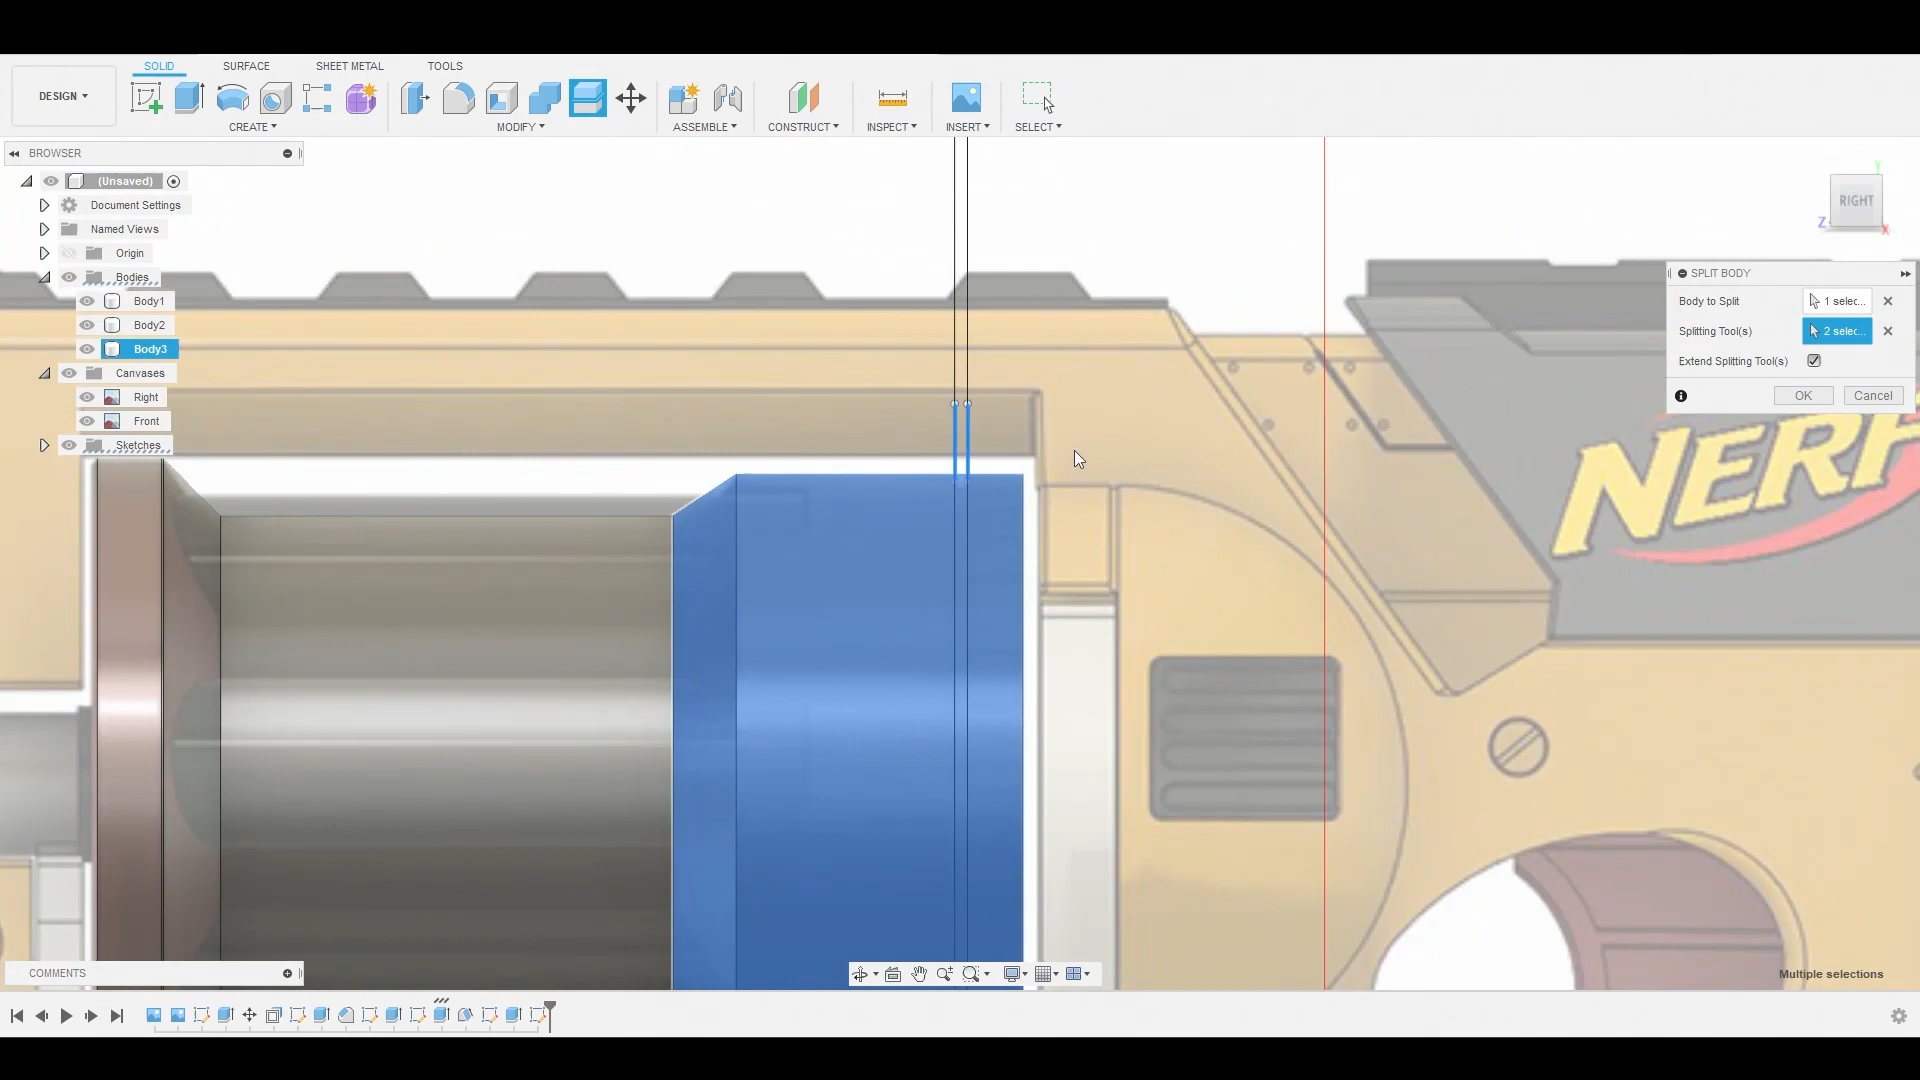 SOLID SURFACE SHEET METAL TOOLS
DESIGN
CREATE MODIFY ASSEMBLE CONSTRUCT INSPECT INSERT SELECT
BROWSER
(Unsaved)
Document Settings
Named Views
Origin
Bodies
Body1
Body2
Body3
Canvases
Right
Front
Sketches
Y
RIGHT
Z
X
SPLIT BODY
Body to Split 1 selec...
Splitting Tool(s) 2 selec...
Extend Splitting Tool(s)
OK Cancel
NERF
COMMENTS
Multiple selections